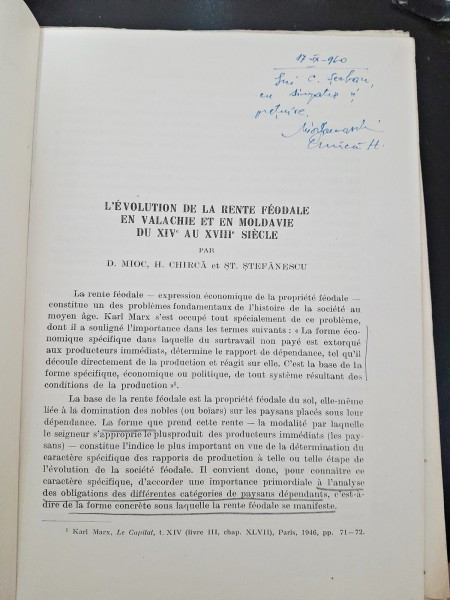 17-IX-960
Lui C. Șerban,
cu simpatie și
prețuire,
Chircă H.
L'ÉVOLUTION DE LA RENTE FÉODALE
EN VALACHIE ET EN MOLDAVIE
DU XIVe AU XVIIIe SIÈCLE
PAR
D. MIOC, H. CHIRCĂ et ȘT. ȘTEFĂNESCU
La rente féodale — expression économique de la propriété féodale —
constitue un des problèmes fondamentaux de l'histoire de la société au
moyen âge. Karl Marx s'est occupé tout spécialement de ce problème,
dont il a souligné l'importance dans les termes suivants : « La forme éco-
nomique spécifique dans laquelle du surtravail non payé est extorqué
aux producteurs immédiats, détermine le rapport de dépendance, tel qu'il
découle directement de la production et réagit sur elle. C'est la base de la
forme spécifique, économique ou politique, de tout système résultant des
conditions de la production »¹.
La base de la rente féodale est la propriété féodale du sol, elle-même
liée à la domination des nobles (ou boïars) sur les paysans placés sous leur
dépendance. La forme que prend cette rente — la modalité par laquelle
le seigneur s'approprie le plusproduit des producteurs immédiats (les pay-
sans) — constitue l'indice le plus important en vue de la détermination du
caractère spécifique des rapports de production à telle ou telle étape de
l'évolution de la société féodale. Il convient donc, pour connaître ce
caractère spécifique, d'accorder une importance primordiale à l'analyse
des obligations des différentes catégories de paysans dépendants, c'est-à-
dire de la forme concrète sous laquelle la rente féodale se manifeste.
¹ Karl Marx, Le Capital, t. XIV (livre III, chap. XLVII), Paris, 1946, pp. 71—72.